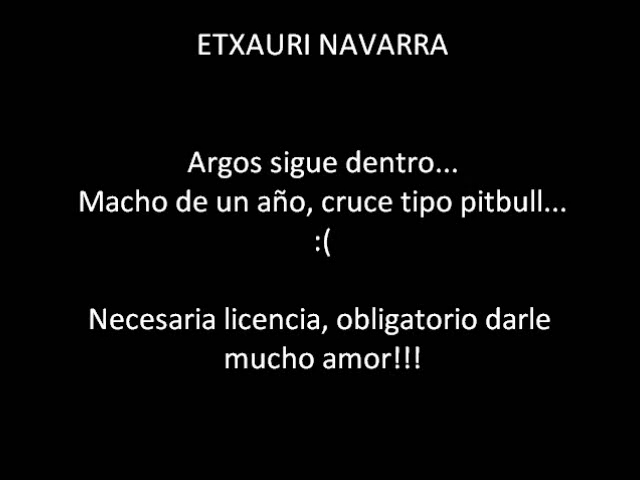 ETXAURI NAVARRA
Argos sigue dentro...
Macho de un año, cruce tipo pitbull...
:(
Necesaria licencia, obligatorio darle
mucho amor!!!